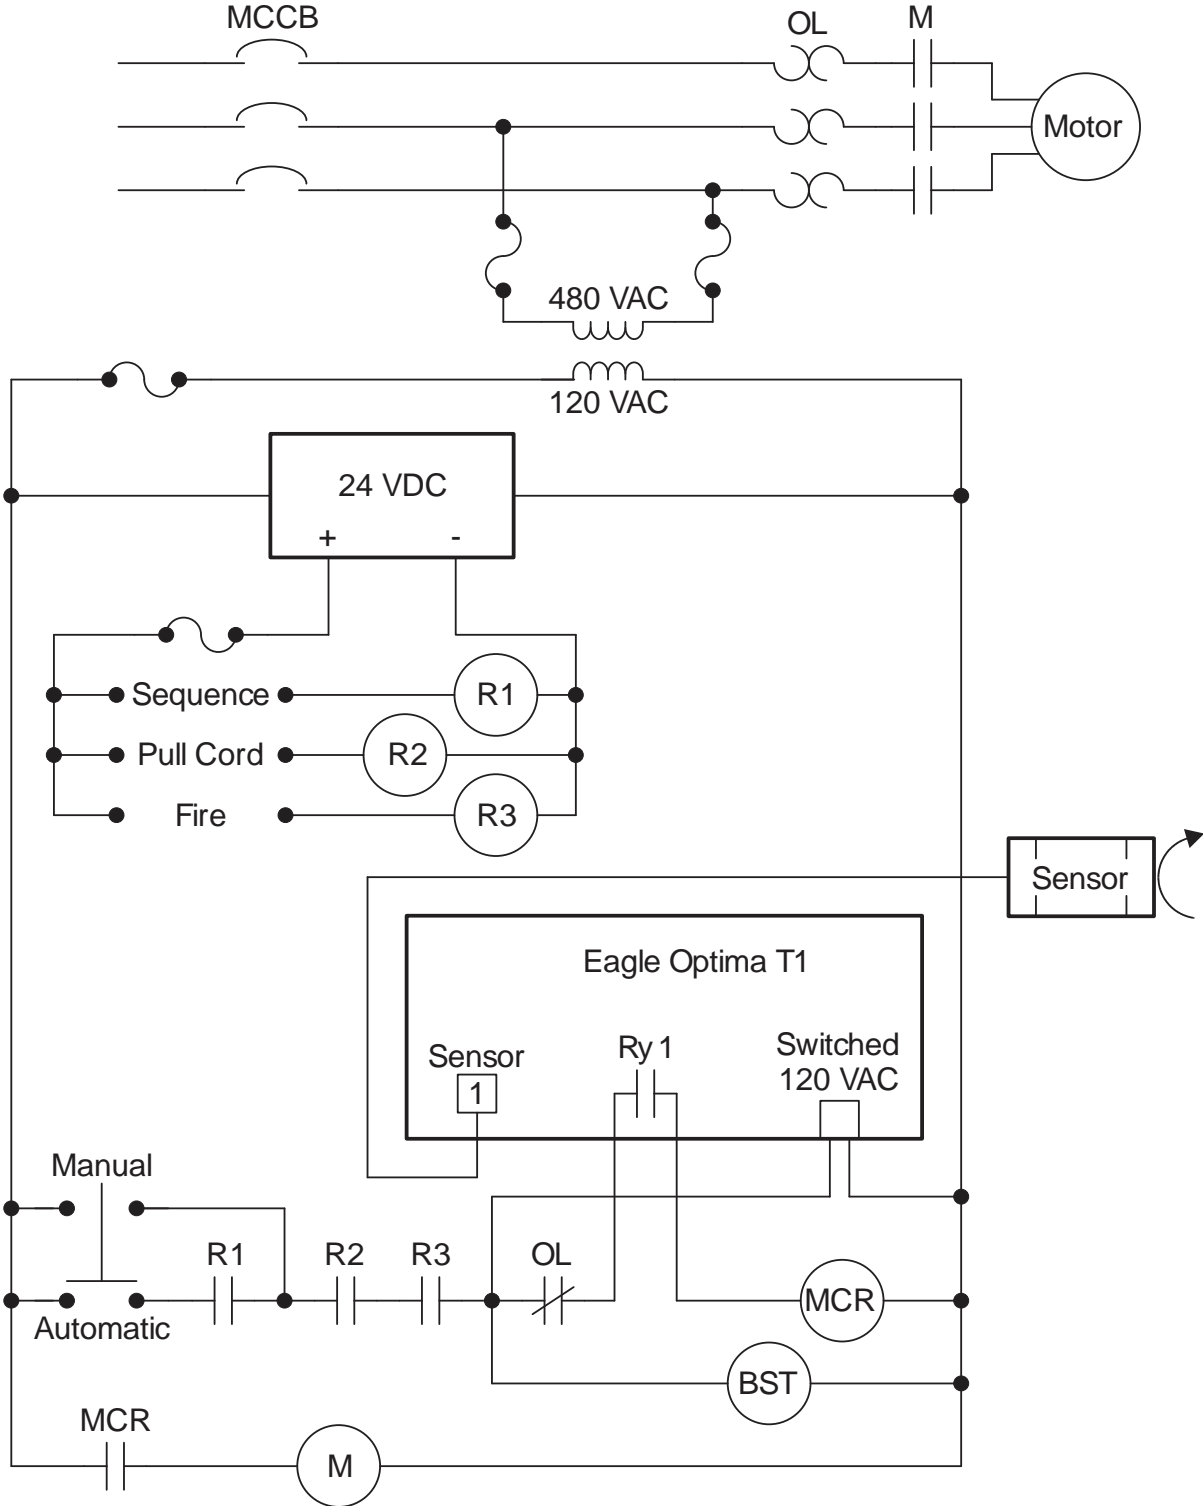 MCCB
OL
M
Motor
480 VAC
120 VAC
24 VDC
+
-
Sequence
R1
Pull Cord
R2
Fire
R3
Sensor
Eagle Optima T1
Sensor
1
Ry 1
Switched
120 VAC
Manual
R1
R2
R3
OL
MCR
Automatic
BST
MCR
M